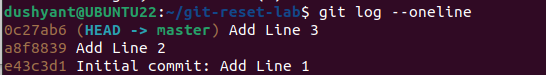 dushyant@UBUNTU22:~/git-reset-lab$ git log --oneline
0c27ab6 (HEAD -> master) Add Line 3
a8f8839 Add Line 2
e43c3d1 Initial commit: Add Line 1